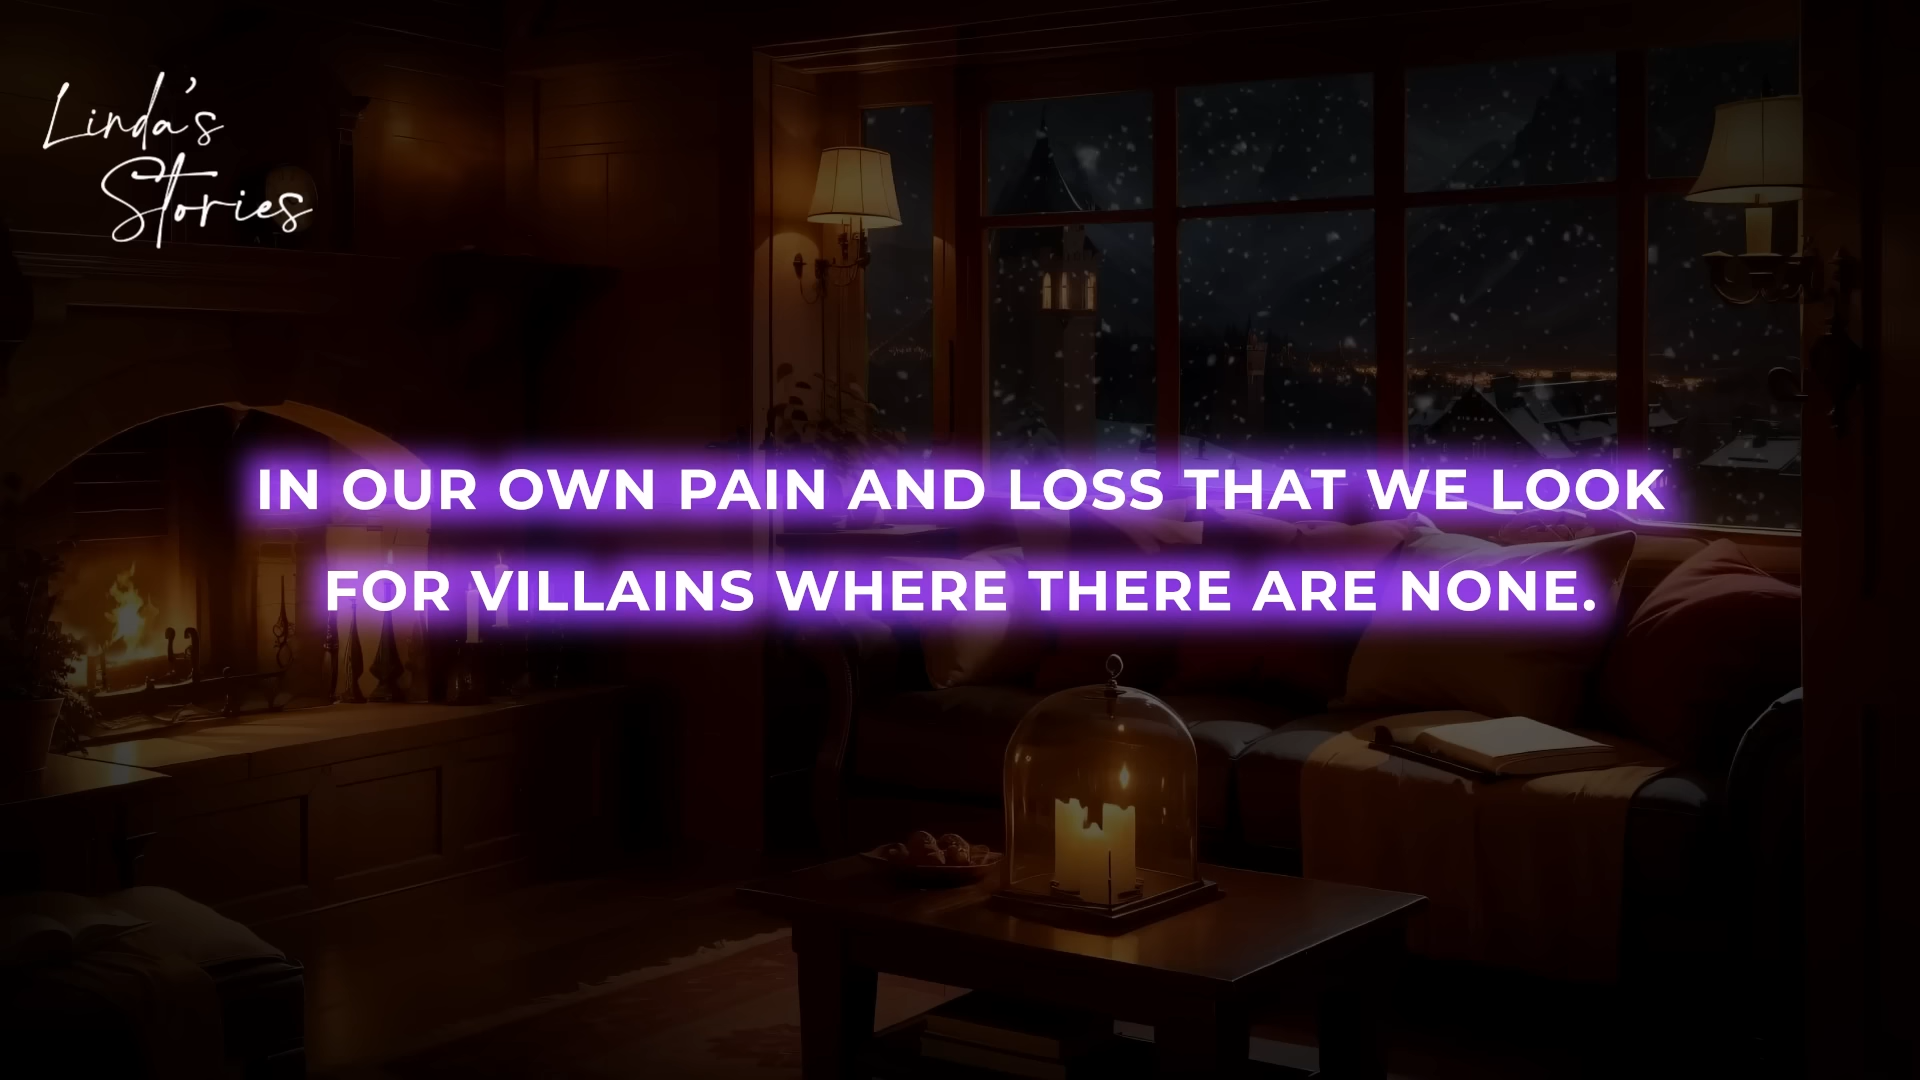 Linda's
Stories
IN OUR OWN PAIN AND LOSS THAT WE LOOK
FOR VILLAINS WHERE THERE ARE NONE.